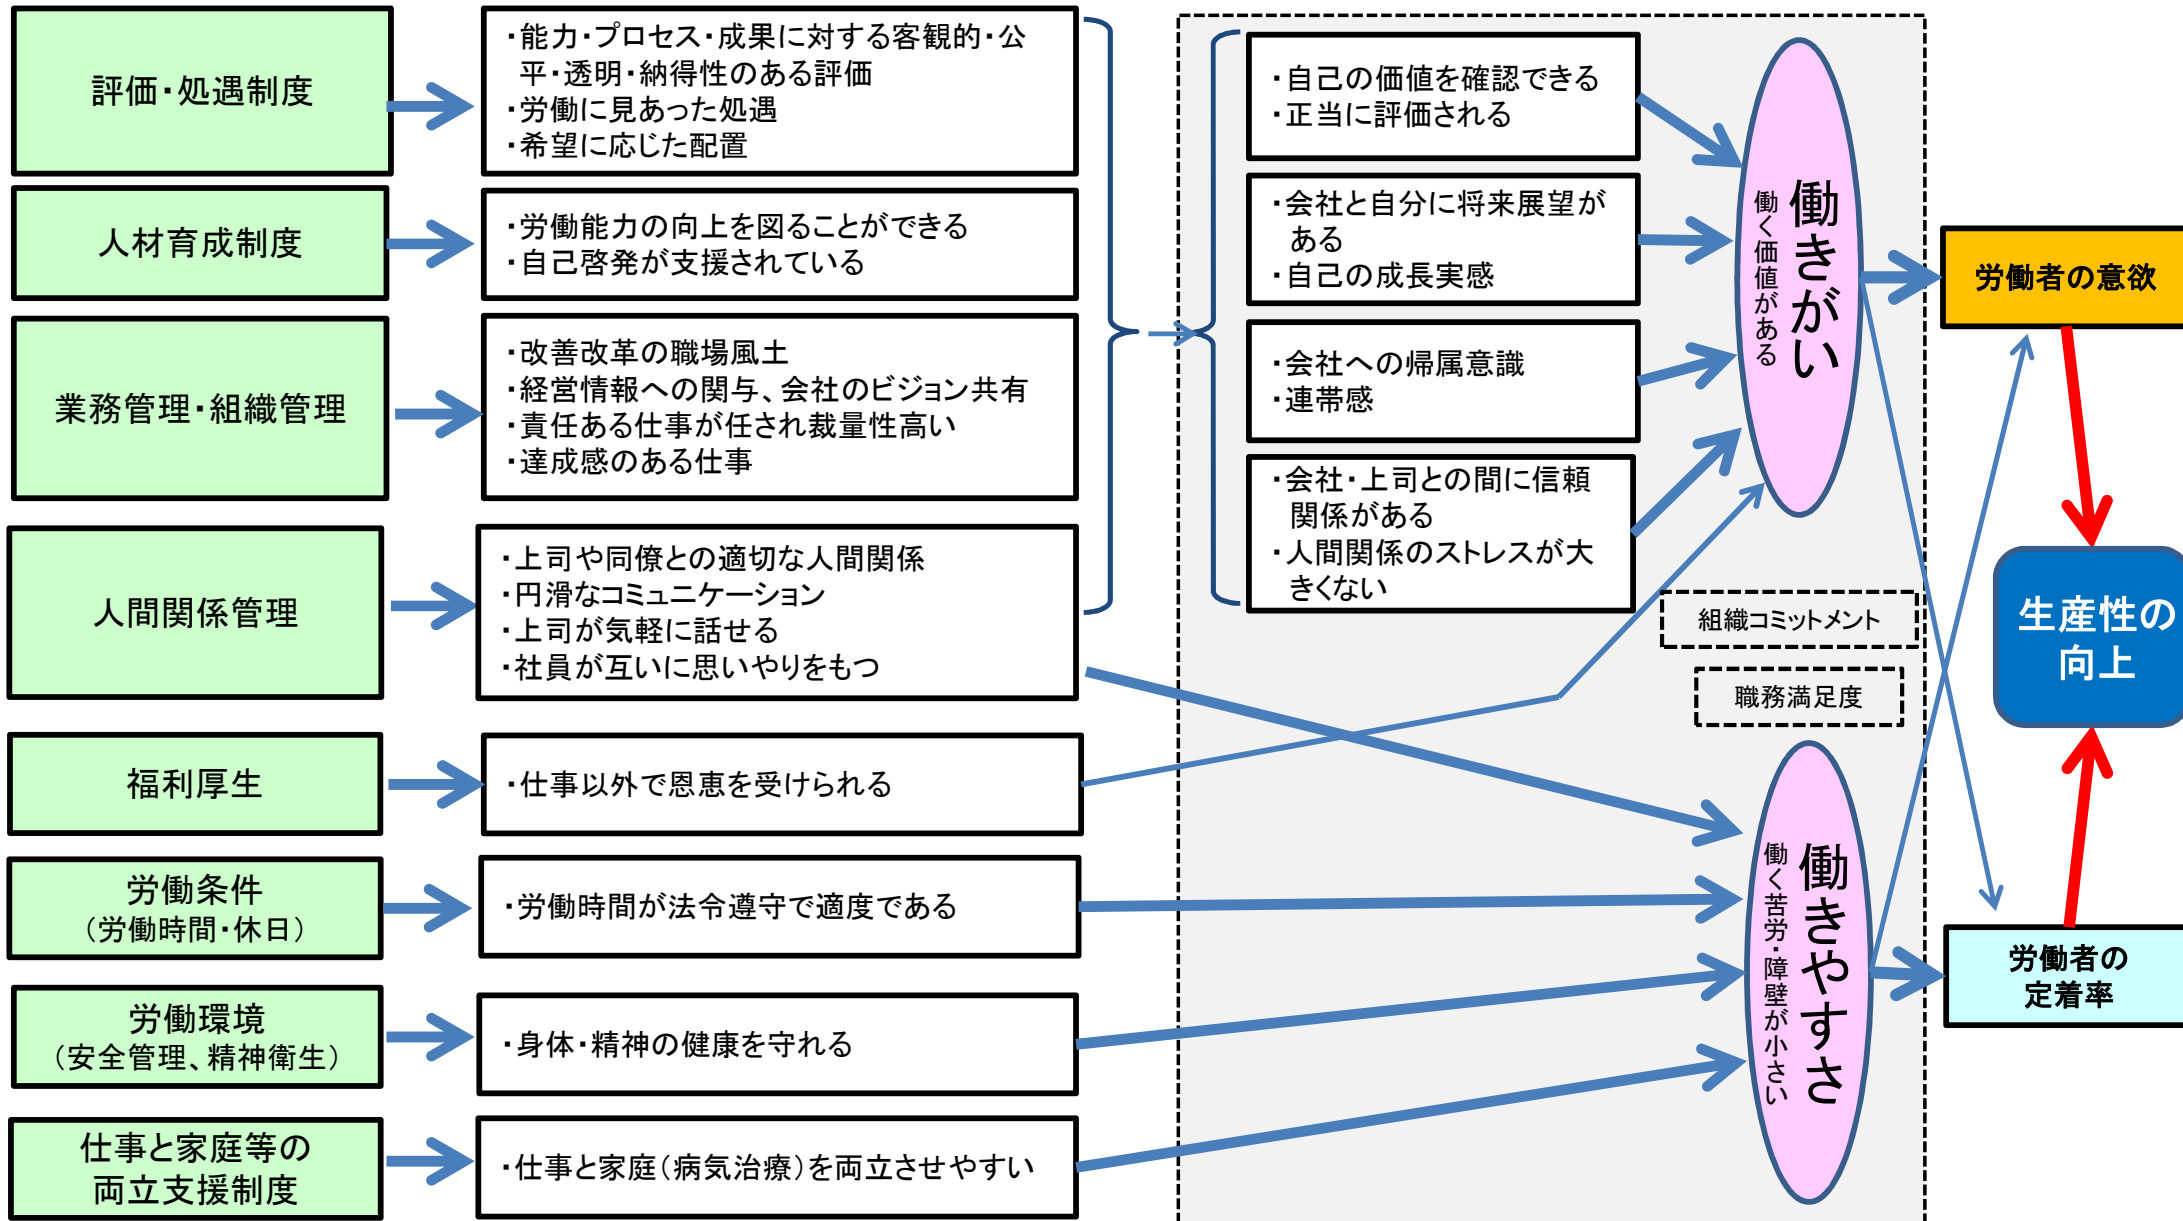 評価・処遇制度
・能力・プロセス・成果に対する客観的・公
平・透明・納得性のある評価
・労働に見あった処遇
・希望に応じた配置
人材育成制度
・労働能力の向上を図ることができる
・自己啓発が支援されている
業務管理・組織管理
・改善改革の職場風土
・経営情報への関与、会社のビジョン共有
・責任ある仕事が任され裁量性高い
・達成感のある仕事
人間関係管理
・上司や同僚との適切な人間関係
・円滑なコミュニケーション
・上司が気軽に話せる
・社員が互いに思いやりをもつ
福利厚生
・仕事以外で恩恵を受けられる
労働条件
（労働時間・休日）
・労働時間が法令遵守で適度である
労働環境
（安全管理、精神衛生）
・身体・精神の健康を守れる
仕事と家庭等の
両立支援制度
・仕事と家庭（病気治療）を両立させやすい
・自己の価値を確認できる
・正当に評価される
・会社と自分に将来展望が
ある
・自己の成長実感
・会社への帰属意識
・連帯感
・会社・上司との間に信頼
関係がある
・人間関係のストレスが大
きくない
働きがい
働く価値がある
組織コミットメント
職務満足度
働きやすさ
働く苦労・障壁が小さい
労働者の意欲
生産性の
向上
労働者の
定着率